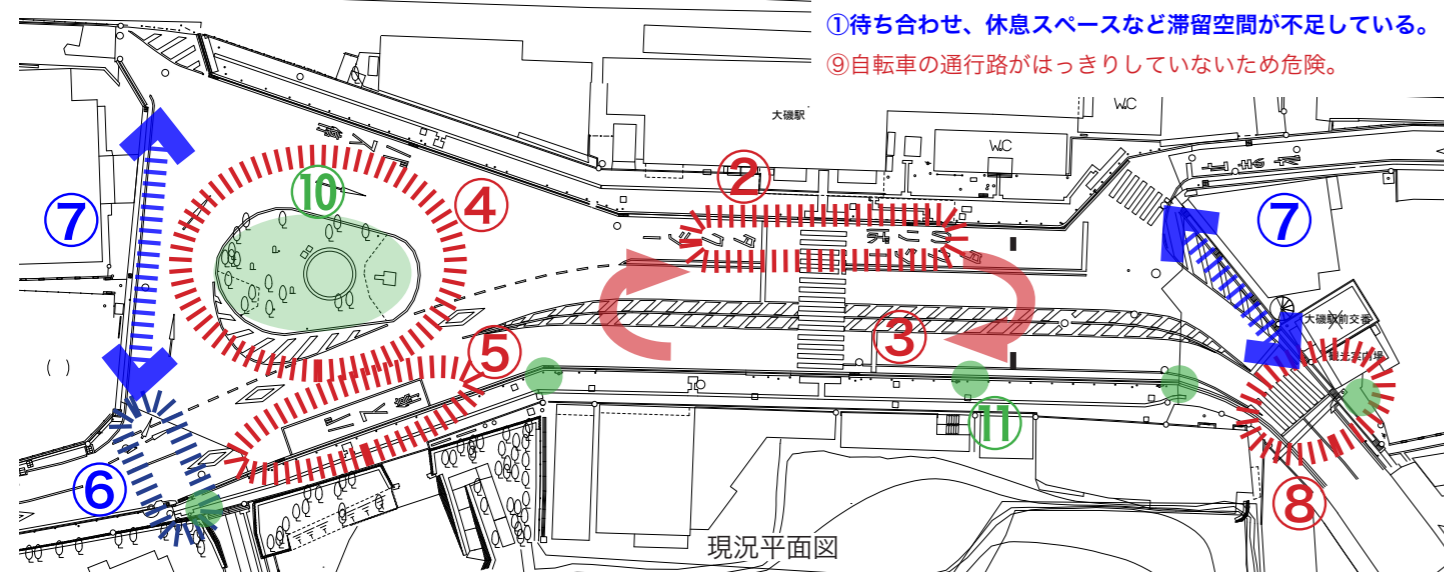 ①待ち合わせ、休息スペースなど滞留空間が不足している。
⑨自転車の通行路がはっきりしていないため危険。
W.C
大磯駅
W.C
②
⑩
④
⑦
⑦
③
大磯駅前交番
⑤
⑪
⑥
⑧
現況平面図